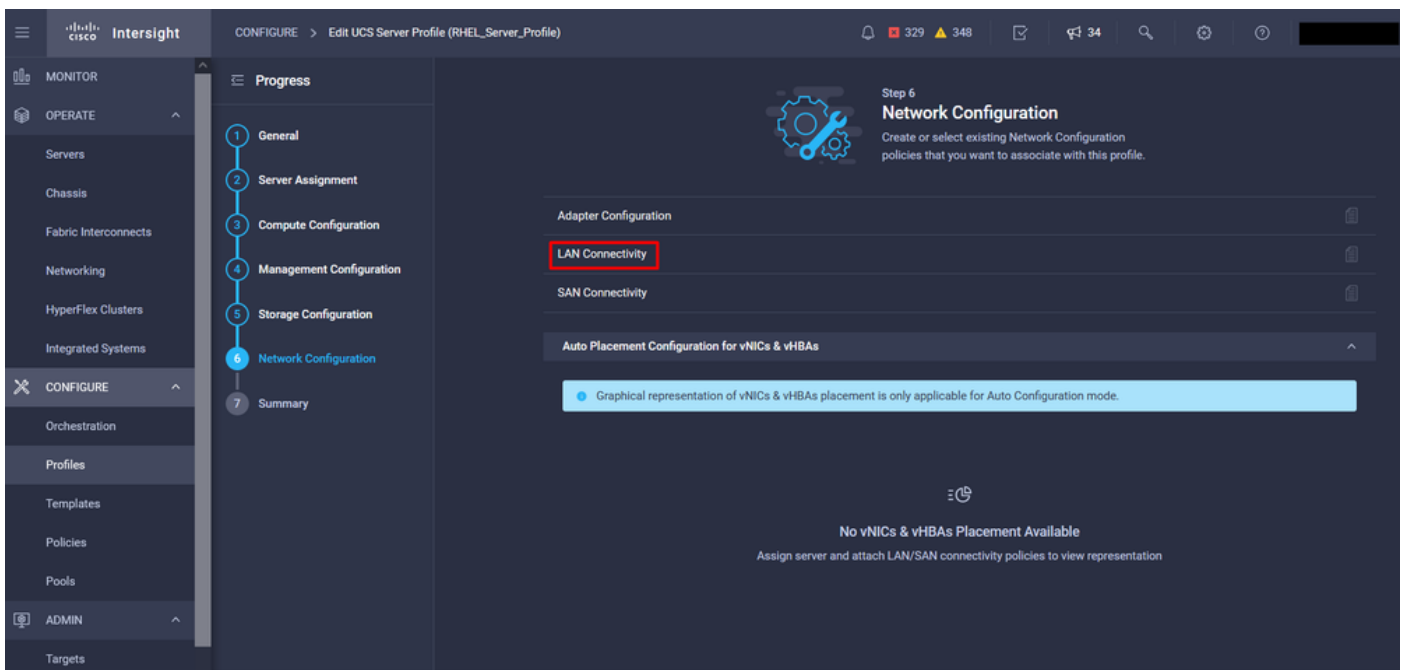 cisco Intersight
CONFIGURE > Edit UCS Server Profile (RHEL_Server_Profile)
329 348
34
MONITOR
OPERATE
Servers
Chassis
Fabric Interconnects
Networking
HyperFlex Clusters
Integrated Systems
CONFIGURE
Orchestration
Profiles
Templates
Policies
Pools
ADMIN
Targets
Progress
1 General
2 Server Assignment
3 Compute Configuration
4 Management Configuration
5 Storage Configuration
6 Network Configuration
7 Summary
Step 6
Network Configuration
Create or select existing Network Configuration
policies that you want to associate with this profile.
Adapter Configuration
LAN Connectivity
SAN Connectivity
Auto Placement Configuration for vNICs & vHBAs
Graphical representation of vNICs & vHBAs placement is only applicable for Auto Configuration mode.
No vNICs & vHBAs Placement Available
Assign server and attach LAN/SAN connectivity policies to view representation